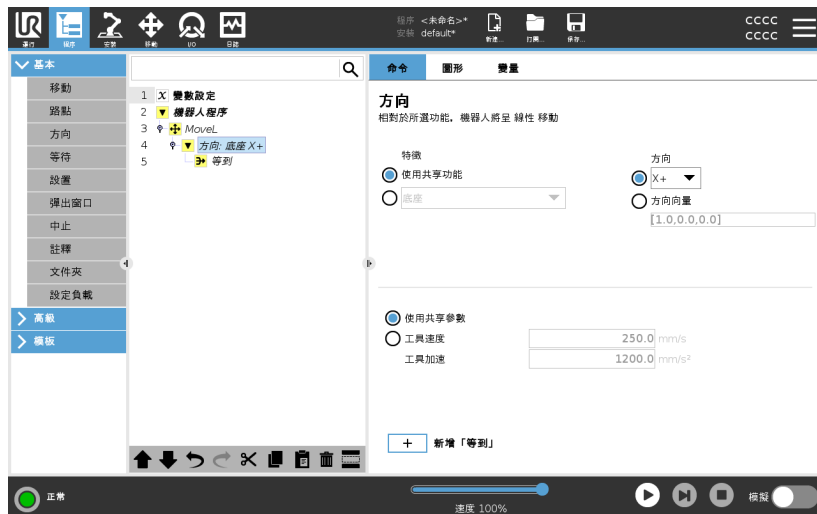 UR
運行
程序
安裝
移動
I/O
日誌
程序 <未命名>*
安裝 default*
新建...
打開...
保存...
CCCC
CCCC
基本
移動
路點
方向
等待
設置
彈出窗口
中止
註釋
文件夾
設定負載
高級
模板
1 X 變數設定
2 機器人程序
3 MoveL
4 方向: 底座 X+
5 等到
命令 圖形 變量
方向
相對於所選功能，機器人將呈 線性 移動
特徵
使用共享功能
底座
方向
X+
方向向量
[1.0,0.0,0.0]
使用共享參數
工具速度 250.0 mm/s
工具加速 1200.0 mm/s²
+ 新增「等到」
正常
速度 100%
模擬